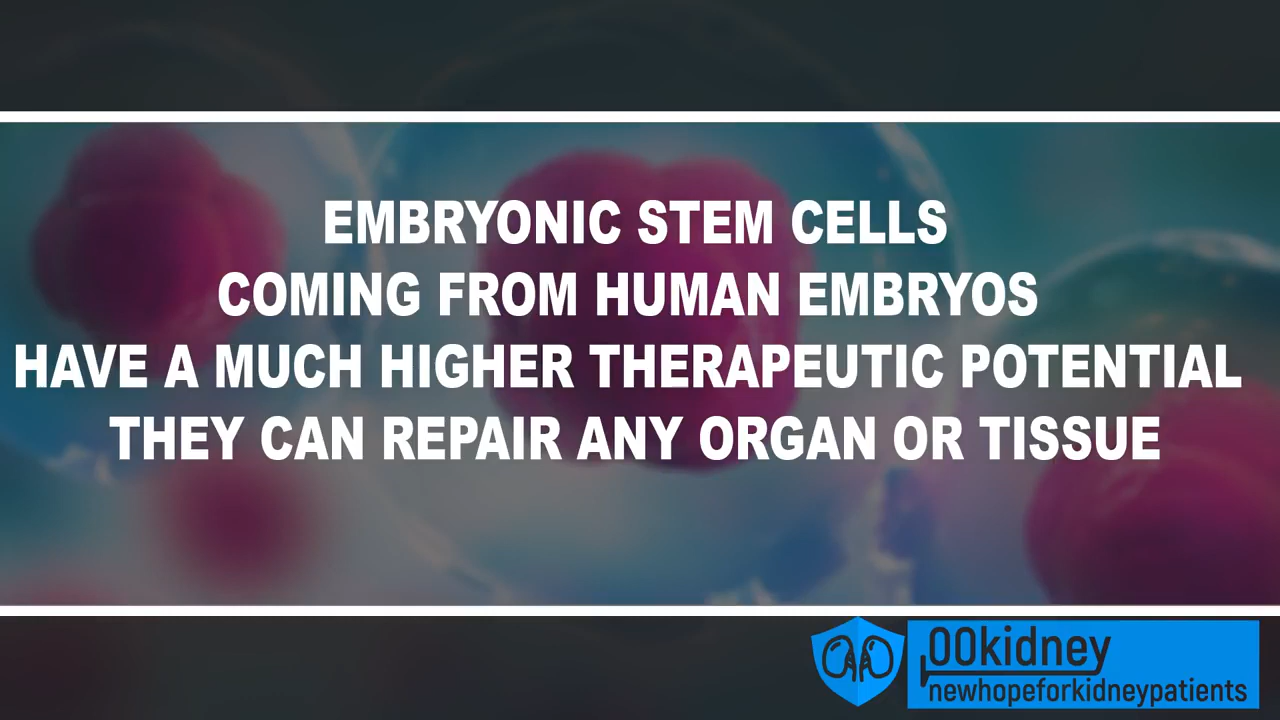 EMBRYONIC STEM CELLS
COMING FROM HUMAN EMBRYOS
HAVE A MUCH HIGHER THERAPEUTIC POTENTIAL
THEY CAN REPAIR ANY ORGAN OR TISSUE
00kidney
newhopeforkidneypatients